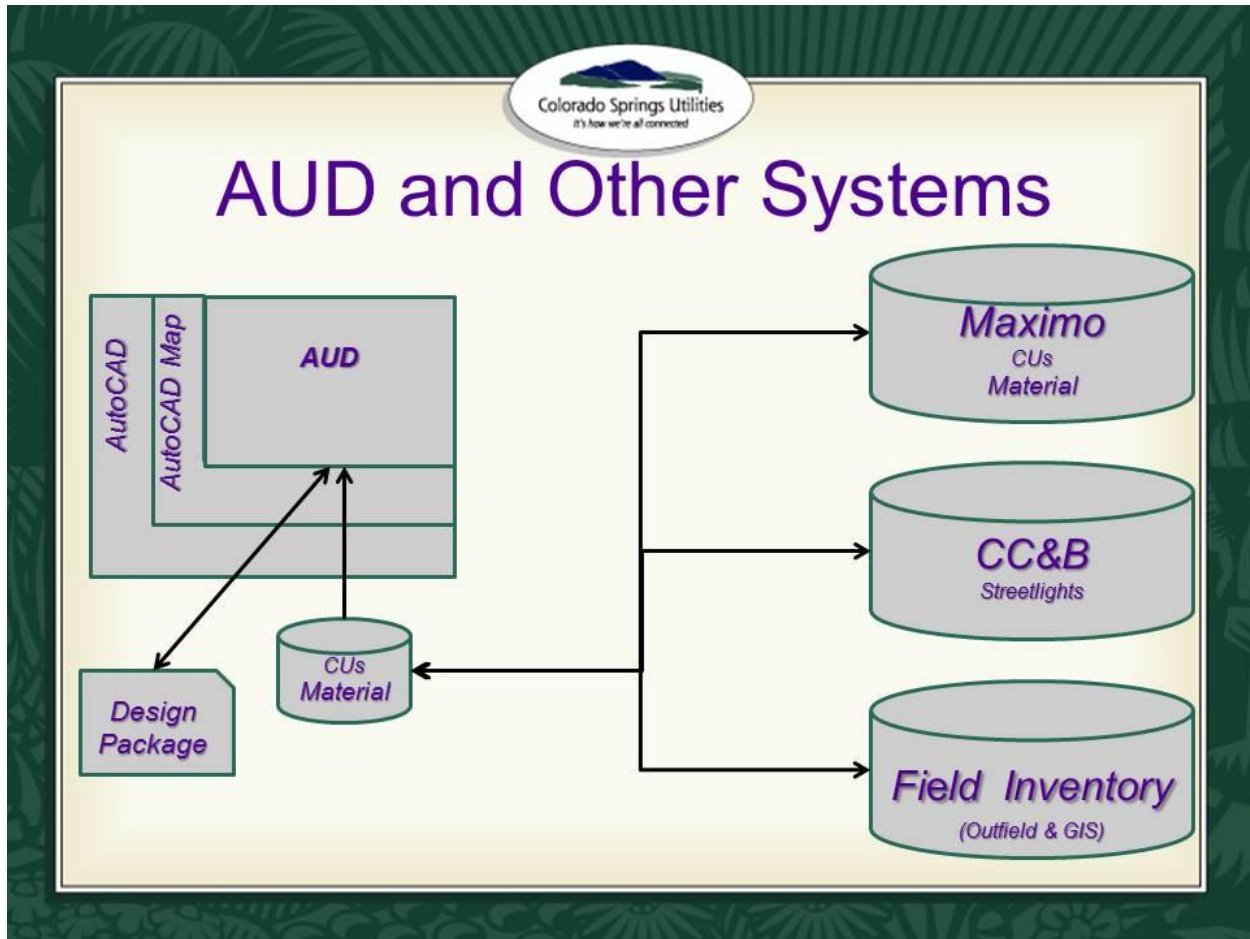 Colorado Springs Utilities
It's how we're all connected
AUD and Other Systems
AutoCAD
AutoCAD Map
AUD
Design
Package
CUs
Material
Maximo
CUs
Material
CC&B
Streetlights
Field Inventory
(Outfield & GIS)